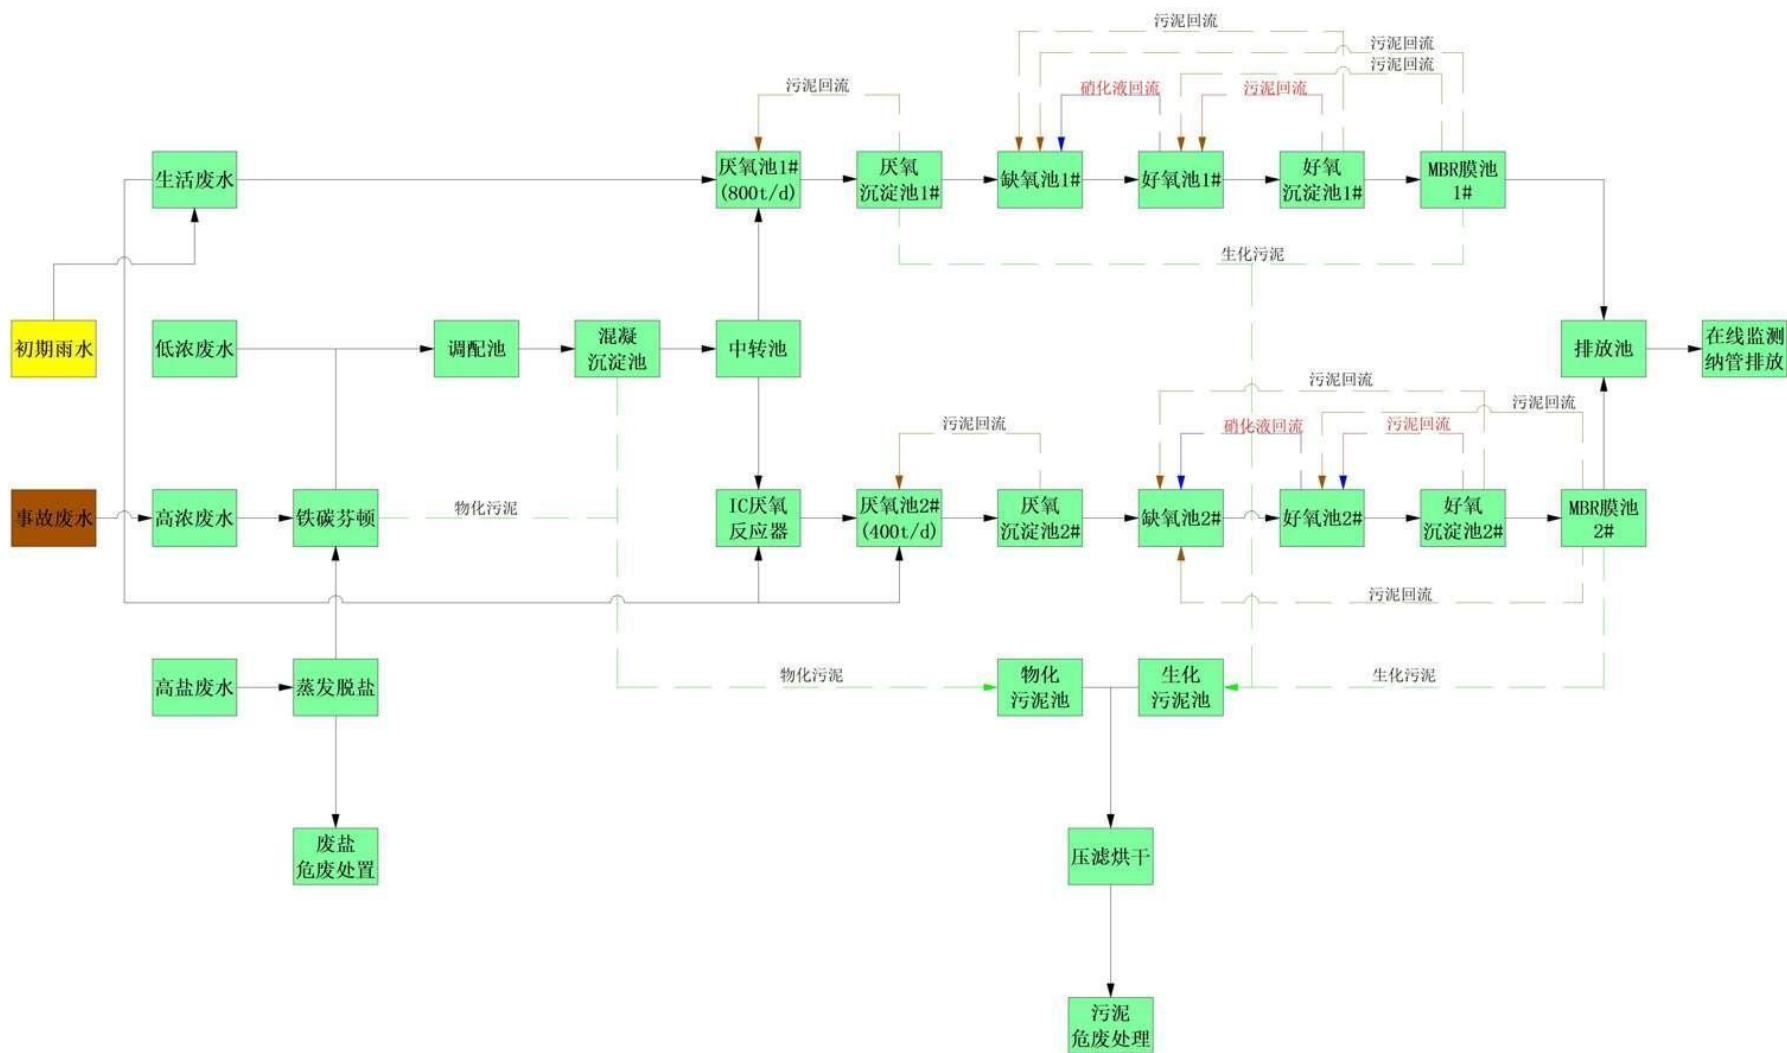 污泥回流
污泥回流
污泥回流
污泥回流
硝化液回流
污泥回流
生活废水
厌氧池1#
(800t/d)
厌氧
沉淀池1#
缺氧池1#
好氧池1#
好氧
沉淀池1#
MBR膜池
1#
生化污泥
初期雨水
低浓废水
调配池
混凝
沉淀池
中转池
排放池
在线监测
纳管排放
污泥回流
污泥回流
污泥回流
硝化液回流
污泥回流
事故废水
高浓废水
铁碳芬顿
物化污泥
IC厌氧
反应器
厌氧池2#
(400t/d)
厌氧
沉淀池2#
缺氧池2#
好氧池2#
好氧
沉淀池2#
MBR膜池
2#
污泥回流
高盐废水
蒸发脱盐
物化污泥
物化
污泥池
生化
污泥池
生化污泥
废盐
危废处置
压滤烘干
污泥
危废处理